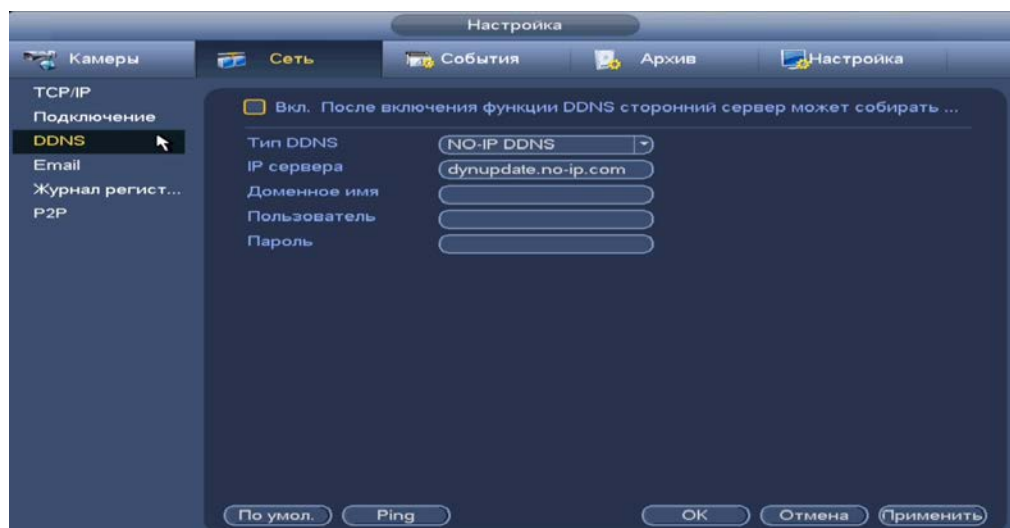 Настройка
Камеры Сеть События Архив Настройка
TCP/IP
Подключение
DDNS
Email
Журнал регист...
P2P
Вкл. После включения функции DDNS сторонний сервер может собирать ...
Тип DDNS NO-IP DDNS
IP сервера dynupdate.no-ip.com
Доменное имя
Пользователь
Пароль
По умол. Ping OK Отмена Применить